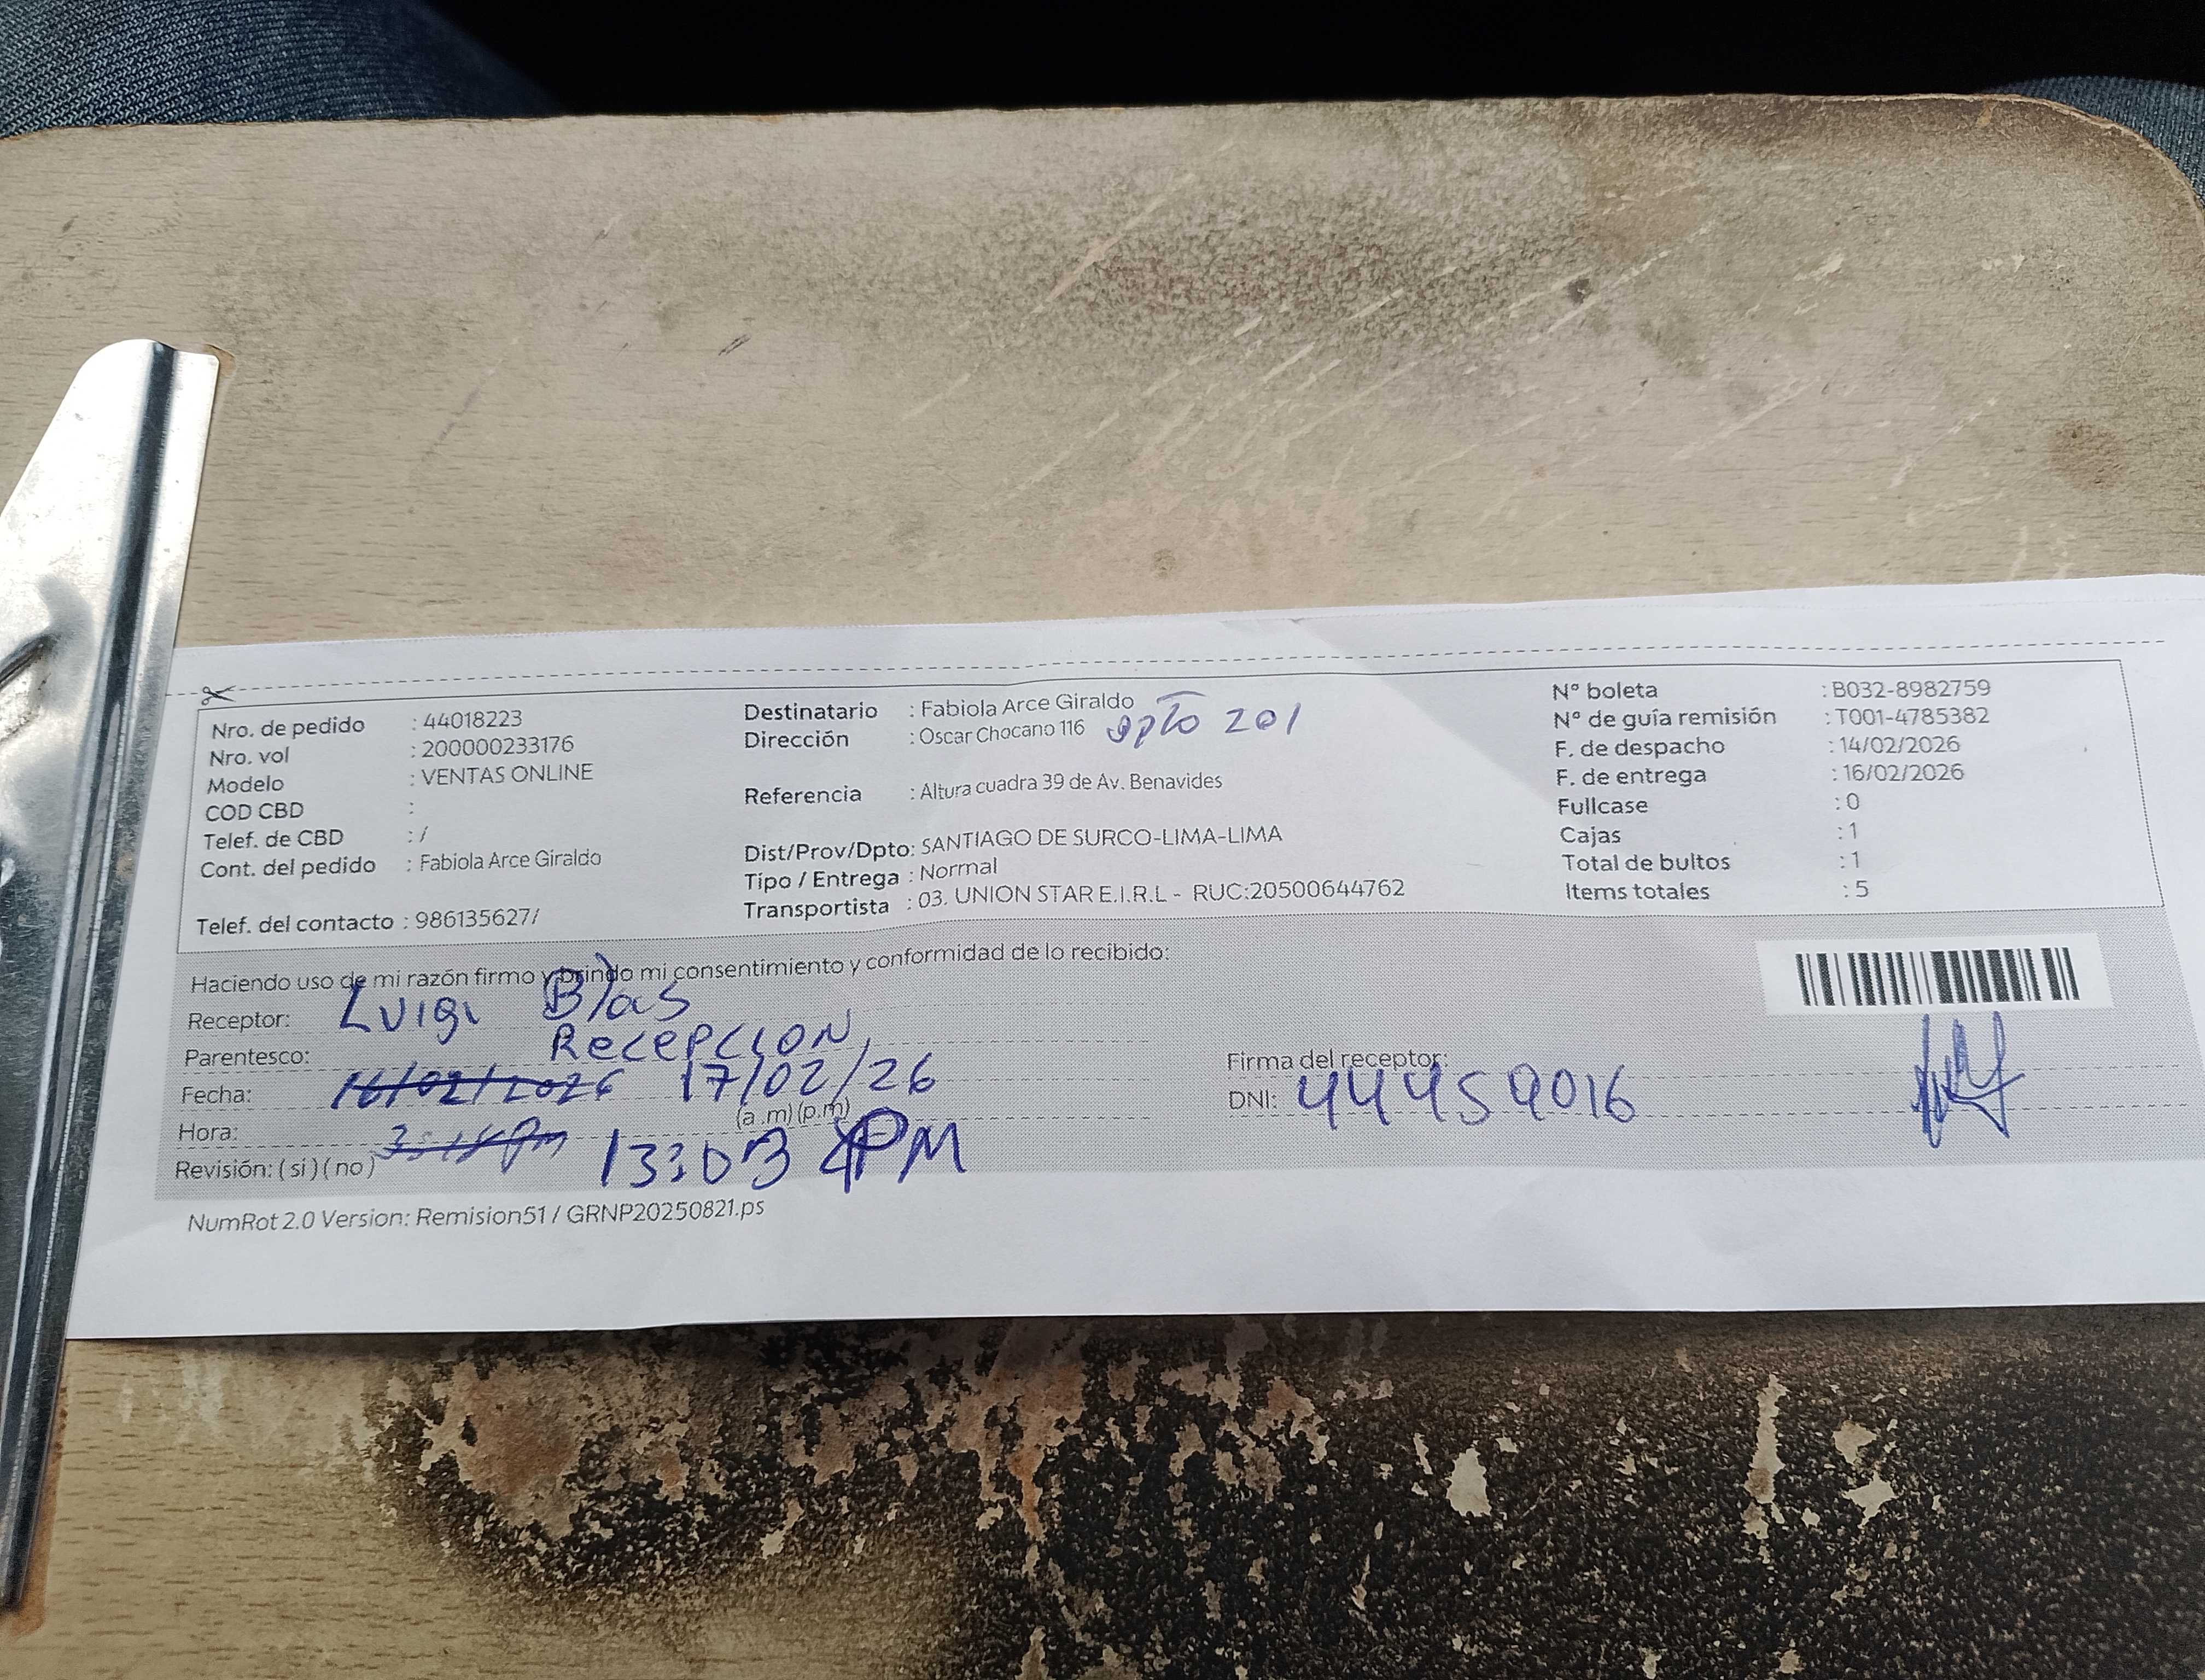 Nro. de pedido : 44018223
Nro. vol : 200000233176
Modelo : VENTAS ONLINE
COD CBD :
Telef. de CBD : /
Cont. del pedido : Fabiola Arce Giraldo
Telef. del contacto : 986135627/
Destinatario : Fabiola Arce Giraldo
Dirección : Oscar Chocano 116 apto 201
Referencia : Altura cuadra 39 de Av. Benavides
Dist/Prov/Dpto: SANTIAGO DE SURCO-LIMA-LIMA
Tipo / Entrega : Normal
Transportista : 03. UNION STAR E.I.R.L - RUC:20500644762
N° boleta : B032-8982759
N° de guía remisión : T001-4785382
F. de despacho : 14/02/2026
F. de entrega : 16/02/2026
Fullcase : 0
Cajas : 1
Total de bultos : 1
Items totales : 5
Haciendo uso de mi razón firmo y brindo mi consentimiento y conformidad de lo recibido:
Receptor: Luigi Blas
Parentesco: Recepcion
Fecha: 16/02/2026 17/02/26
Hora: (a.m) (p.m)
Revisión: ( si ) ( no ) 13:03 PM
Firma del receptor:
DNI: 44459016
NumRot 2.0 Version: Remision51 / GRNP20250821.ps